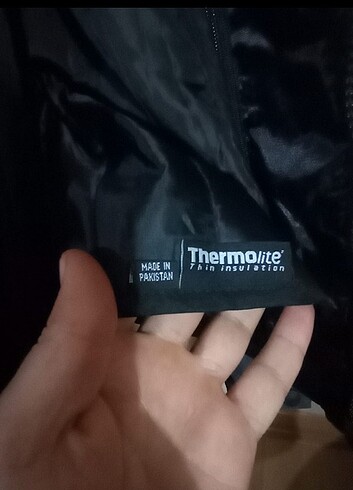 MADE IN
PAKISTAN
Thermolite®
Thin insulation